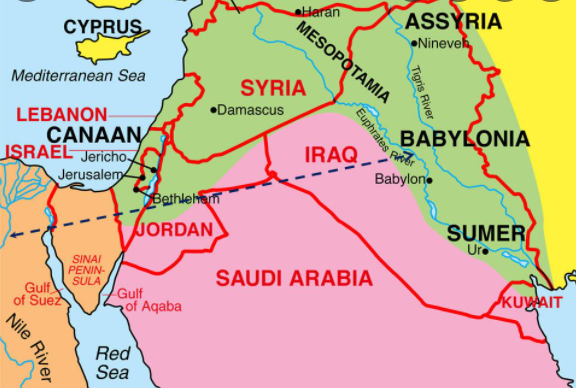 Haran
CYPRUS
ASSYRIA
Nineveh
MESOPOTAMIA
Mediterranean Sea
SYRIA
Tigris River
LEBANON
Damascus
Euphrates River
CANAAN
BABYLONIA
ISRAEL
Jericho
IRAQ
Jerusalem
Babylon
Bethlehem
JORDAN
SUMER
Ur
SINAI
PENIN-
SULA
SAUDI ARABIA
Gulf
of Suez
Gulf
of Aqaba
KUWAIT
Nile River
Red
Sea